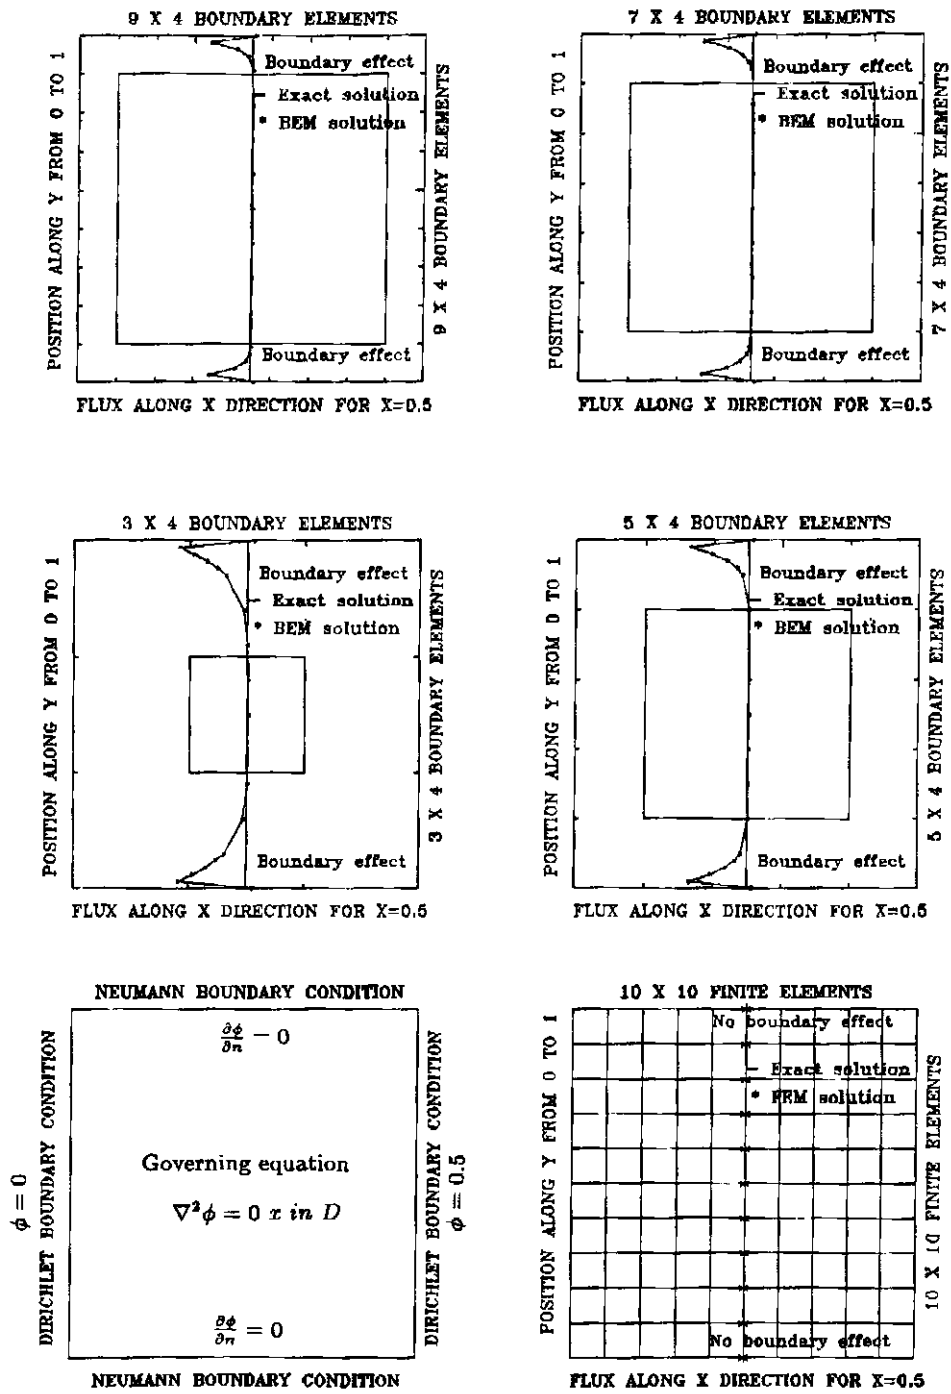 9 X 4 BOUNDARY ELEMENTS
POSITION ALONG Y FROM 0 TO 1
Boundary effect
— Exact solution
* BEM solution
Boundary effect
9 X 4 BOUNDARY ELEMENTS
FLUX ALONG X DIRECTION FOR X=0.5
7 X 4 BOUNDARY ELEMENTS
POSITION ALONG Y FROM 0 TO 1
Boundary effect
— Exact solution
* BEM solution
Boundary effect
7 X 4 BOUNDARY ELEMENTS
FLUX ALONG X DIRECTION FOR X=0.5
3 X 4 BOUNDARY ELEMENTS
POSITION ALONG Y FROM 0 TO 1
Boundary effect
— Exact solution
* BEM solution
Boundary effect
3 X 4 BOUNDARY ELEMENTS
FLUX ALONG X DIRECTION FOR X=0.5
5 X 4 BOUNDARY ELEMENTS
POSITION ALONG Y FROM 0 TO 1
Boundary effect
— Exact solution
* BEM solution
Boundary effect
5 X 4 BOUNDARY ELEMENTS
FLUX ALONG X DIRECTION FOR X=0.5
NEUMANN BOUNDARY CONDITION
ϕ = 0
DIRICHLET BOUNDARY CONDITION
∂ϕ/∂n = 0
Governing equation
∇²ϕ = 0 x in D
∂ϕ/∂n = 0
DIRICHLET BOUNDARY CONDITION
ϕ = 0.5
NEUMANN BOUNDARY CONDITION
10 X 10 FINITE ELEMENTS
POSITION ALONG Y FROM 0 TO 1
No boundary effect
— Exact solution
* FEM solution
No boundary effect
10 X 10 FINITE ELEMENTS
FLUX ALONG X DIRECTION FOR X=0.5